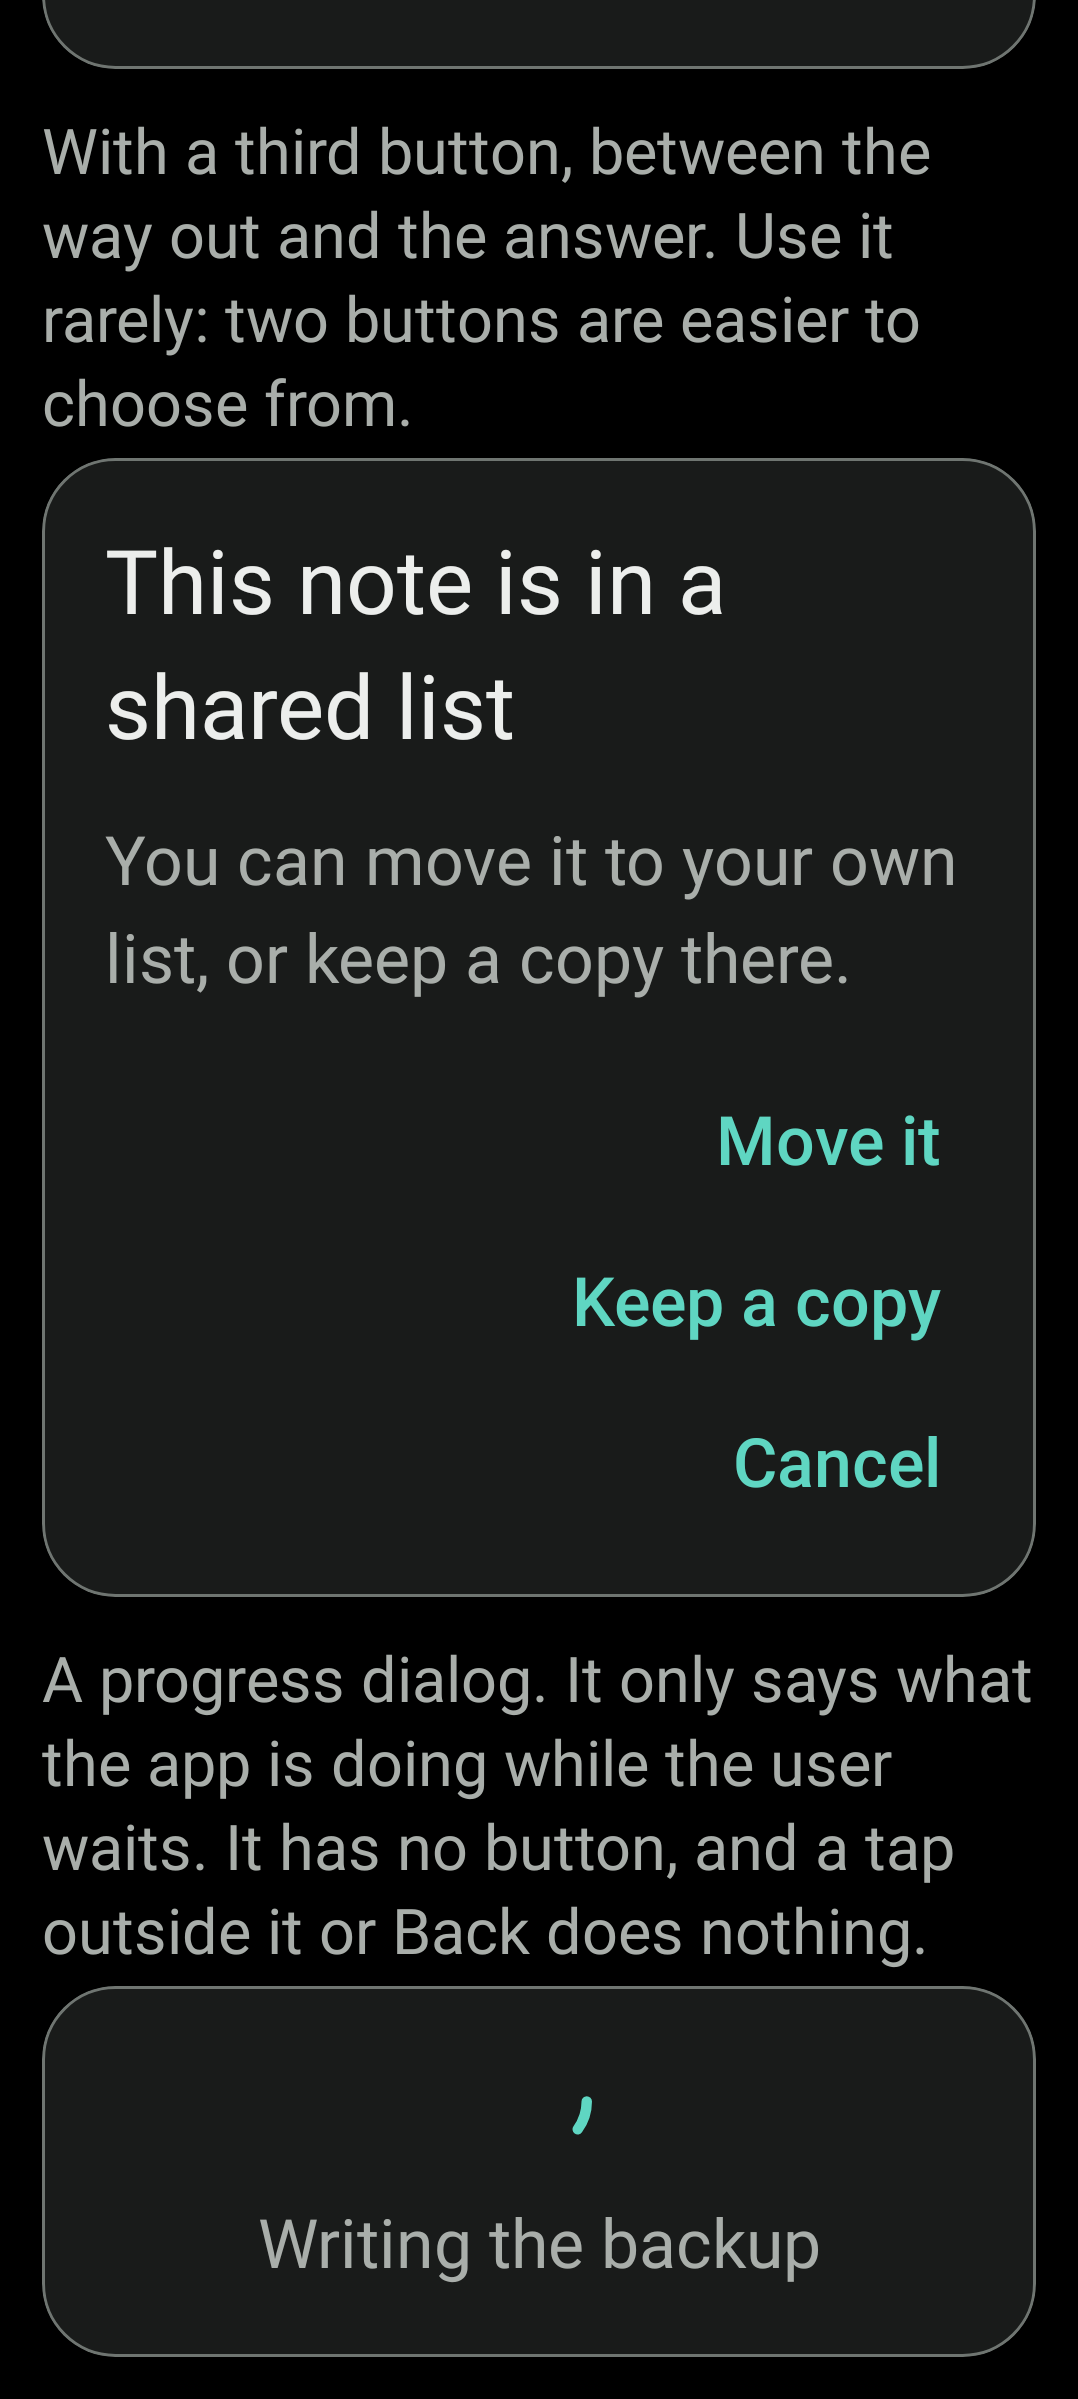 With a third button, between the
way out and the answer. Use it
rarely: two buttons are easier to
choose from.
This note is in a
shared list
You can move it to your own
list, or keep a copy there.
Move it
Keep a copy
Cancel
A progress dialog. It only says what
the app is doing while the user
waits. It has no button, and a tap
outside it or Back does nothing.
Writing the backup